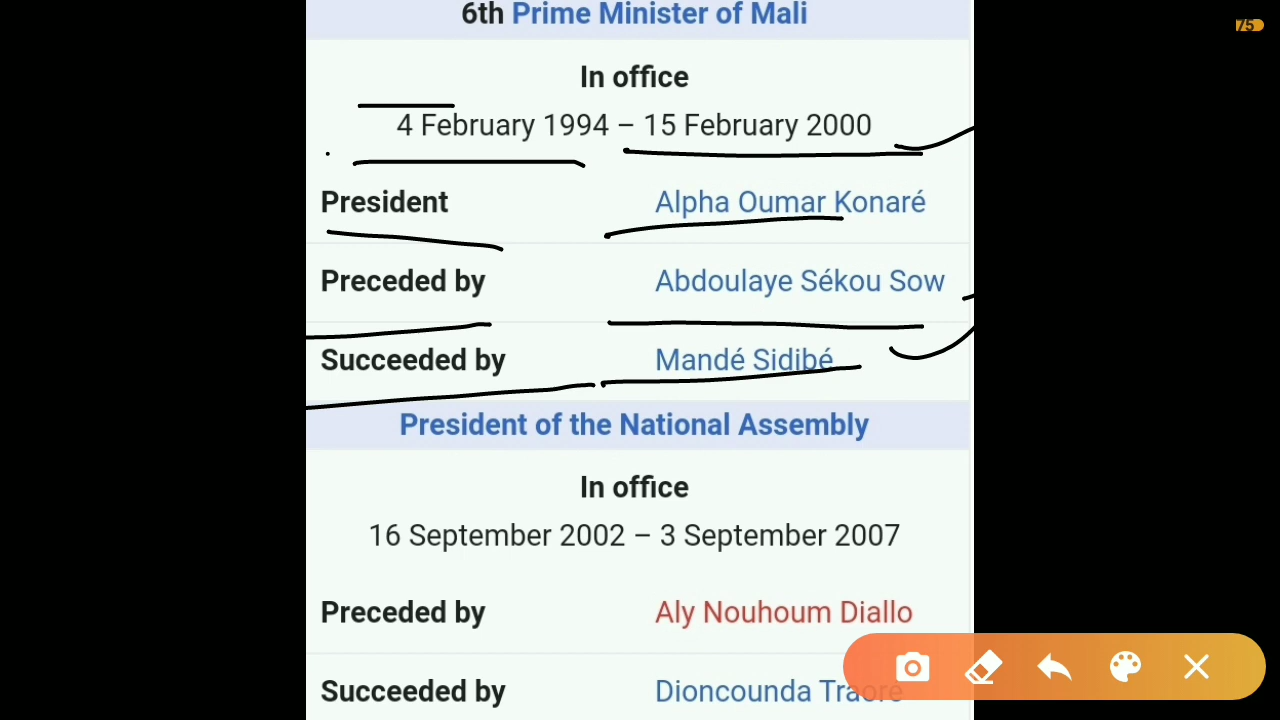 6th Prime Minister of Mali
In office
4 February 1994 – 15 February 2000
President Alpha Oumar Konaré
Preceded by Abdoulaye Sékou Sow
Succeeded by Mandé Sidibé
President of the National Assembly
In office
16 September 2002 – 3 September 2007
Preceded by Aly Nouhoum Diallo
Succeeded by Dioncounda Traoré
75